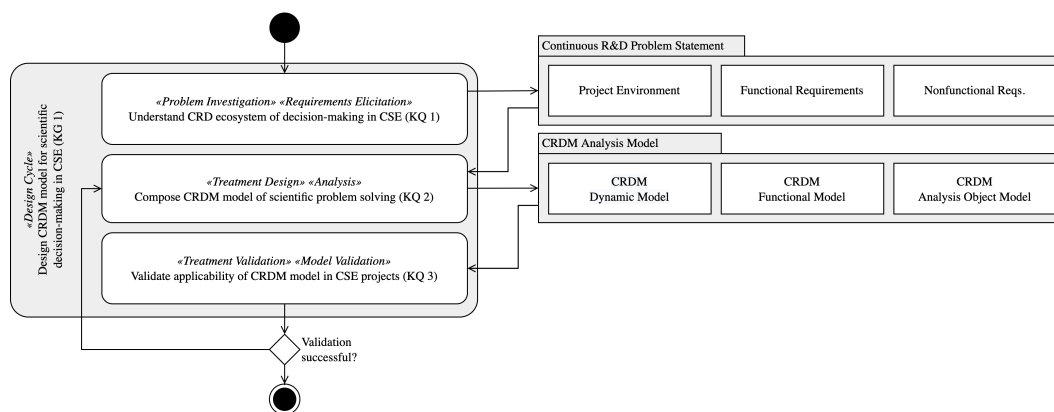 Continuous R&D Problem Statement
Project Environment
Functional Requirements
Nonfunctional Reqs.
«Design Cycle»
Design CRDM model for scientific
decision-making in CSE (KG 1)
«Problem Investigation» «Requirements Elicitation»
Understand CRD ecosystem of decision-making in CSE (KQ 1)
CRDM Analysis Model
CRDM
Dynamic Model
CRDM
Functional Model
CRDM
Analysis Object Model
«Treatment Design» «Analysis»
Compose CRDM model of scientific problem solving (KQ 2)
«Treatment Validation» «Model Validation»
Validate applicability of CRDM model in CSE projects (KQ 3)
Validation
successful?